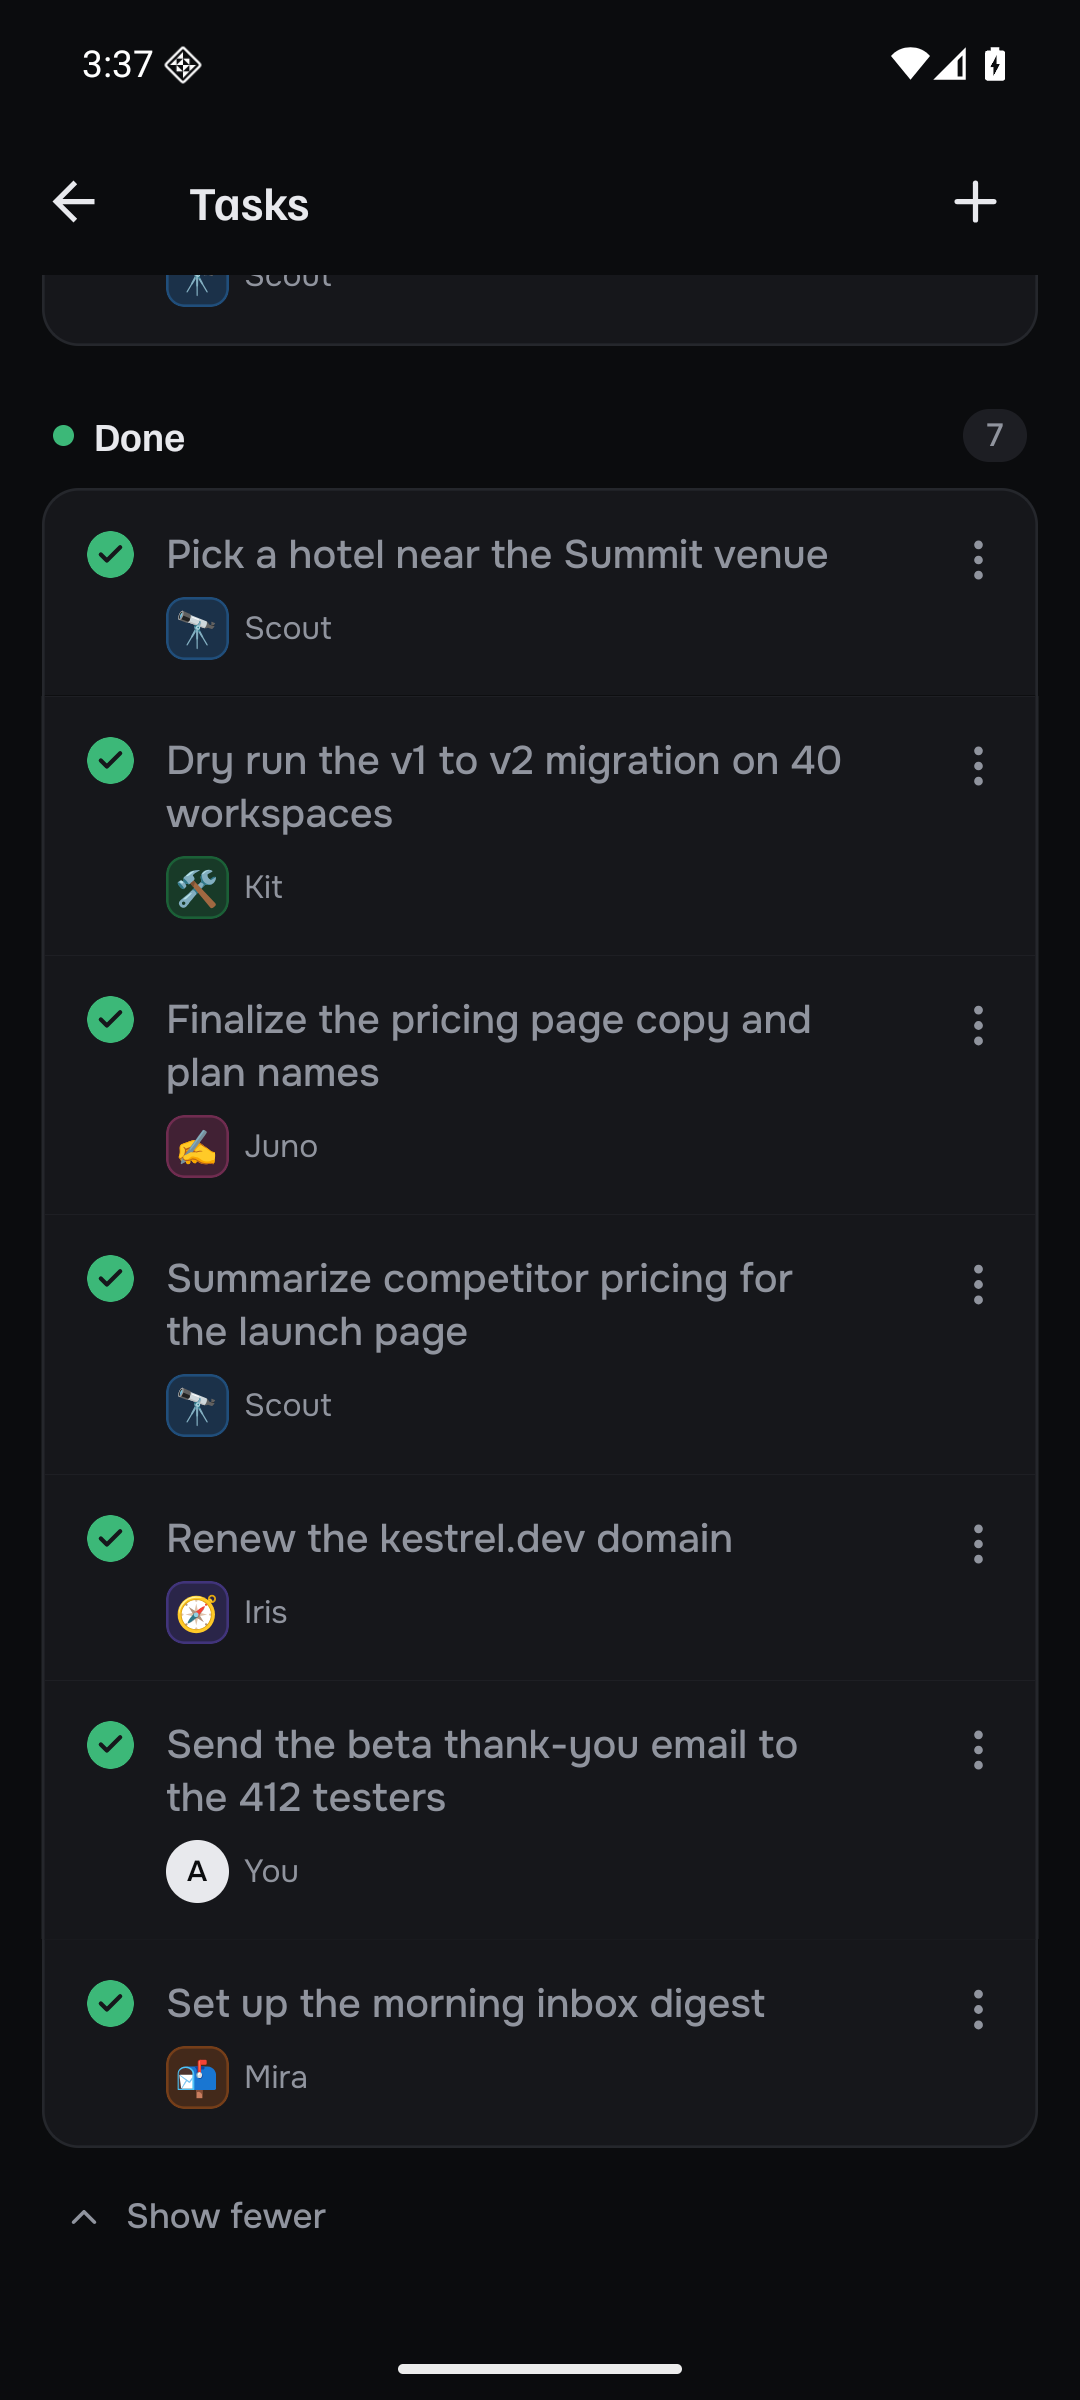 3:37
Tasks
Scout
Done
7
Pick a hotel near the Summit venue
Scout
Dry run the v1 to v2 migration on 40
workspaces
Kit
Finalize the pricing page copy and
plan names
Juno
Summarize competitor pricing for
the launch page
Scout
Renew the kestrel.dev domain
Iris
Send the beta thank-you email to
the 412 testers
A You
Set up the morning inbox digest
Mira
Show fewer